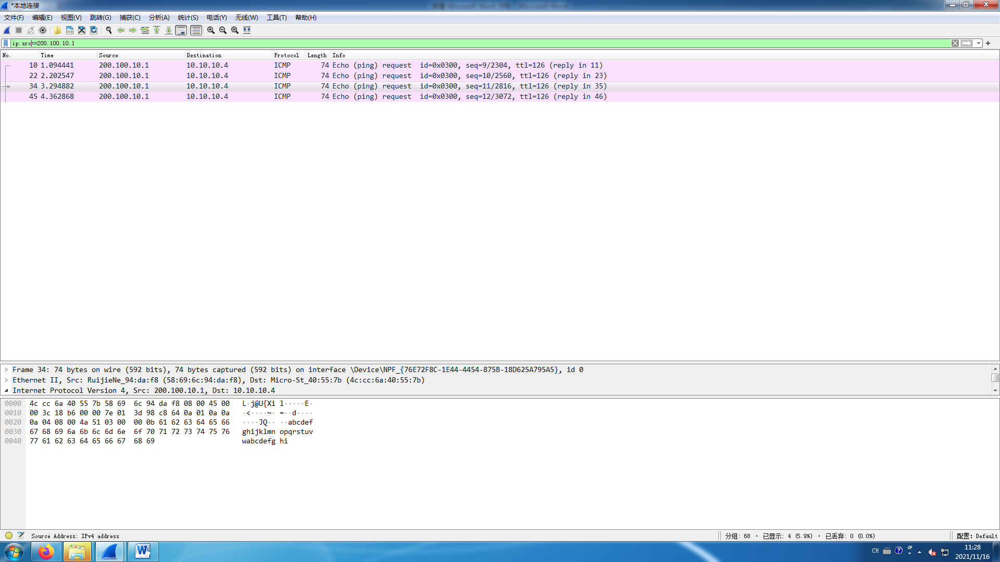 *本地连接
文件(F) 编辑(E) 视图(V) 跳转(G) 捕获(C) 分析(A) 统计(S) 电话(Y) 无线(W) 工具(T) 帮助(H)
ip.src==200.100.10.1
No. Time Source Destination Protocol Length Info
10 1.094441 200.100.10.1 10.10.10.4 ICMP 74 Echo (ping) request id=0x0300, seq=9/2304, ttl=126 (reply in 11)
22 2.202547 200.100.10.1 10.10.10.4 ICMP 74 Echo (ping) request id=0x0300, seq=10/2560, ttl=126 (reply in 23)
34 3.294882 200.100.10.1 10.10.10.4 ICMP 74 Echo (ping) request id=0x0300, seq=11/2816, ttl=126 (reply in 35)
45 4.362868 200.100.10.1 10.10.10.4 ICMP 74 Echo (ping) request id=0x0300, seq=12/3072, ttl=126 (reply in 46)
Frame 34: 74 bytes on wire (592 bits), 74 bytes captured (592 bits) on interface \Device\NPF_{76E72F8C-1E44-4454-875B-18D625A795A5}, id 0
Ethernet II, Src: RuijieNe_94:da:f8 (58:69:6c:94:da:f8), Dst: Micro-St_40:55:7b (4c:cc:6a:40:55:7b)
Internet Protocol Version 4, Src: 200.100.10.1, Dst: 10.10.10.4
0000 4c cc 6a 40 55 7b 58 69 6c 94 da f8 08 00 45 00 L·j@U{Xi l·····E·
0010 00 3c 18 b6 00 00 7e 01 3d 98 c8 64 0a 01 0a 0a ·<····~· =··d····
0020 0a 04 08 00 4a 51 03 00 00 0b 61 62 63 64 65 66 ····JQ·· ··abcdef
0030 67 68 69 6a 6b 6c 6d 6e 6f 70 71 72 73 74 75 76 ghijklmn opqrstuv
0040 77 61 62 63 64 65 66 67 68 69 wabcdefg hi
Source Address: IPv4 address 分组: 68 · 已显示: 4 (5.9%) · 已丢弃: 0 (0.0%) 配置: Default
CH 11:28
2021/11/16